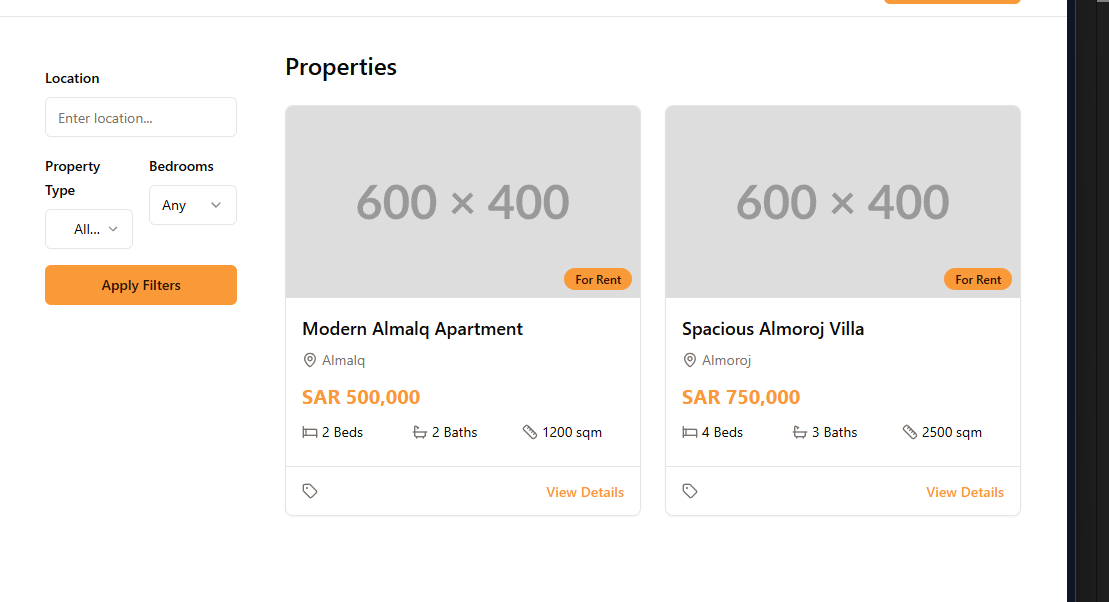 Properties
Location
Enter location...
Property
Type
Bedrooms
All...
Any
Apply Filters
600 × 400
For Rent
Modern Almalq Apartment
Almalq
SAR 500,000
2 Beds 2 Baths 1200 sqm
View Details
600 × 400
For Rent
Spacious Almoroj Villa
Almoroj
SAR 750,000
4 Beds 3 Baths 2500 sqm
View Details